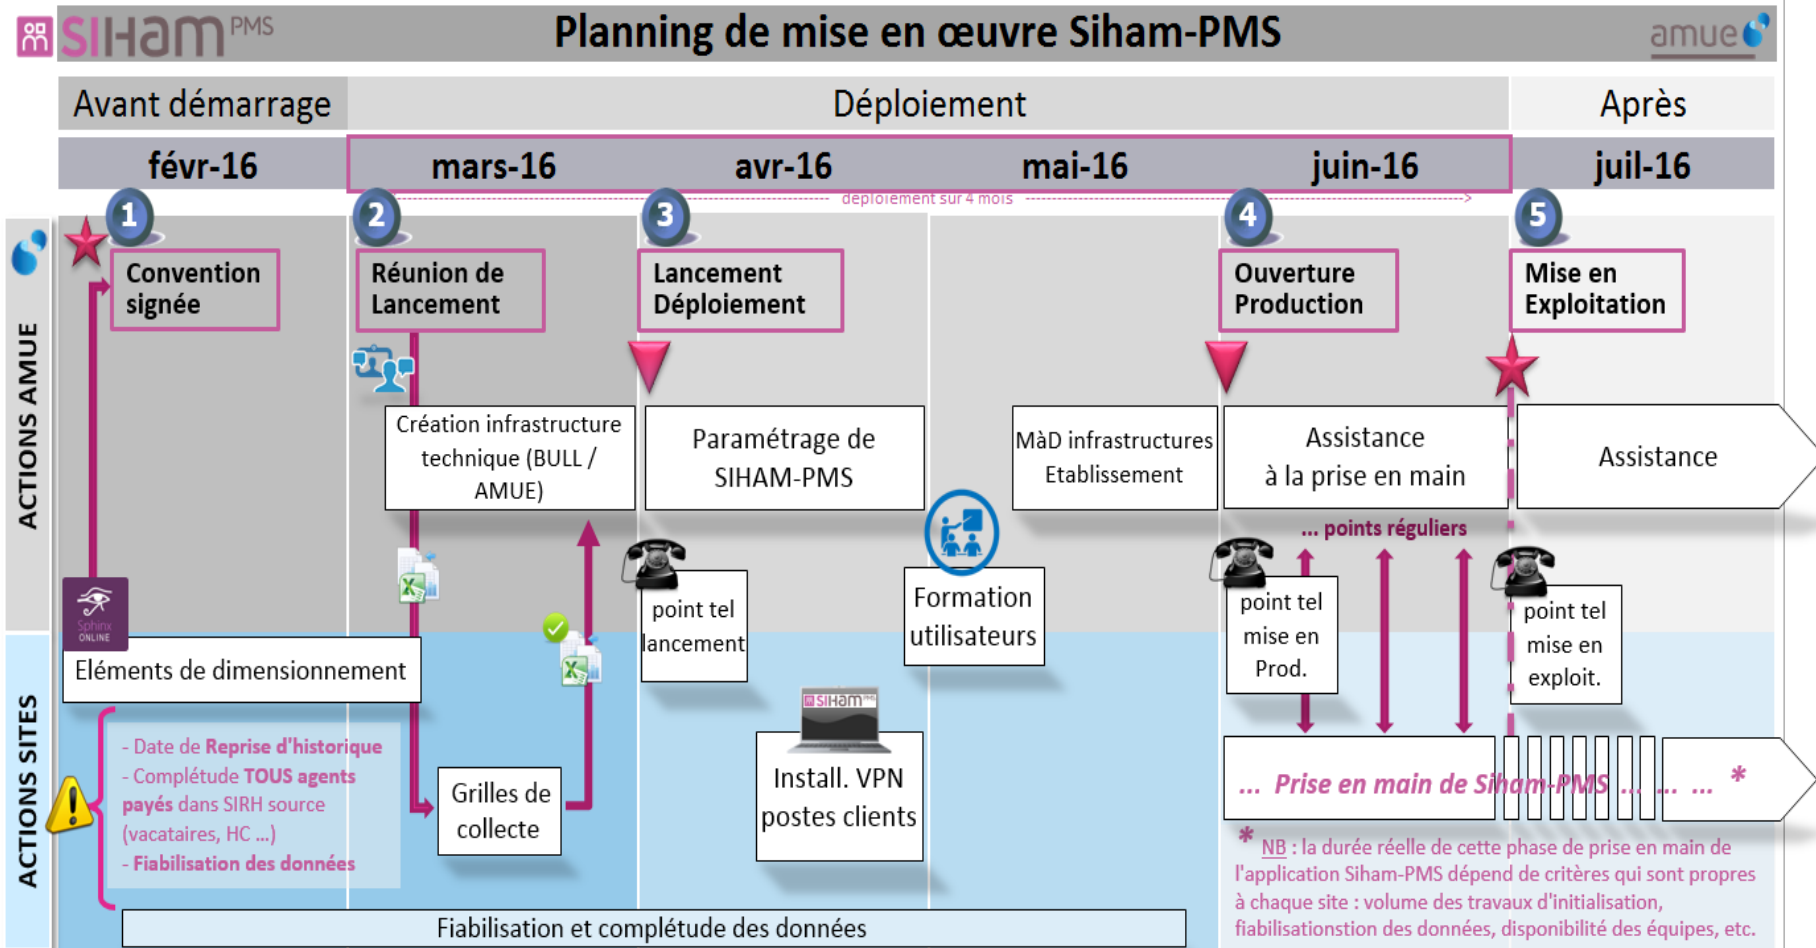 SIHam PMS
Planning de mise en œuvre Siham-PMS
amue
Avant démarrage
Déploiement
Après
févr-16
mars-16
avr-16
mai-16
juin-16
juil-16
déploiement sur 4 mois
1
2
3
4
5
ACTIONS AMUE
Convention
signée
Réunion de
Lancement
Lancement
Déploiement
Ouverture
Production
Mise en
Exploitation
Création infrastructure
technique (BULL /
AMUE)
Paramétrage de
SIHAM-PMS
MàD infrastructures
Etablissement
Assistance
à la prise en main
Assistance
... points réguliers
Sphinx
ONLINE
point tel
lancement
Formation
utilisateurs
point tel
mise en
Prod.
point tel
mise en
exploit.
ACTIONS SITES
Eléments de dimensionnement
- Date de Reprise d'historique
- Complétude TOUS agents
payés dans SIRH source
(vacataires, HC ...)
- Fiabilisation des données
Grilles de
collecte
SIHam PMS
Install. VPN
postes clients
... Prise en main de Siham-PMS ... ... ... *
* NB : la durée réelle de cette phase de prise en main de
l'application Siham-PMS dépend de critères qui sont propres
à chaque site : volume des travaux d'initialisation,
fiabilisationstion des données, disponibilité des équipes, etc.
Fiabilisation et complétude des données